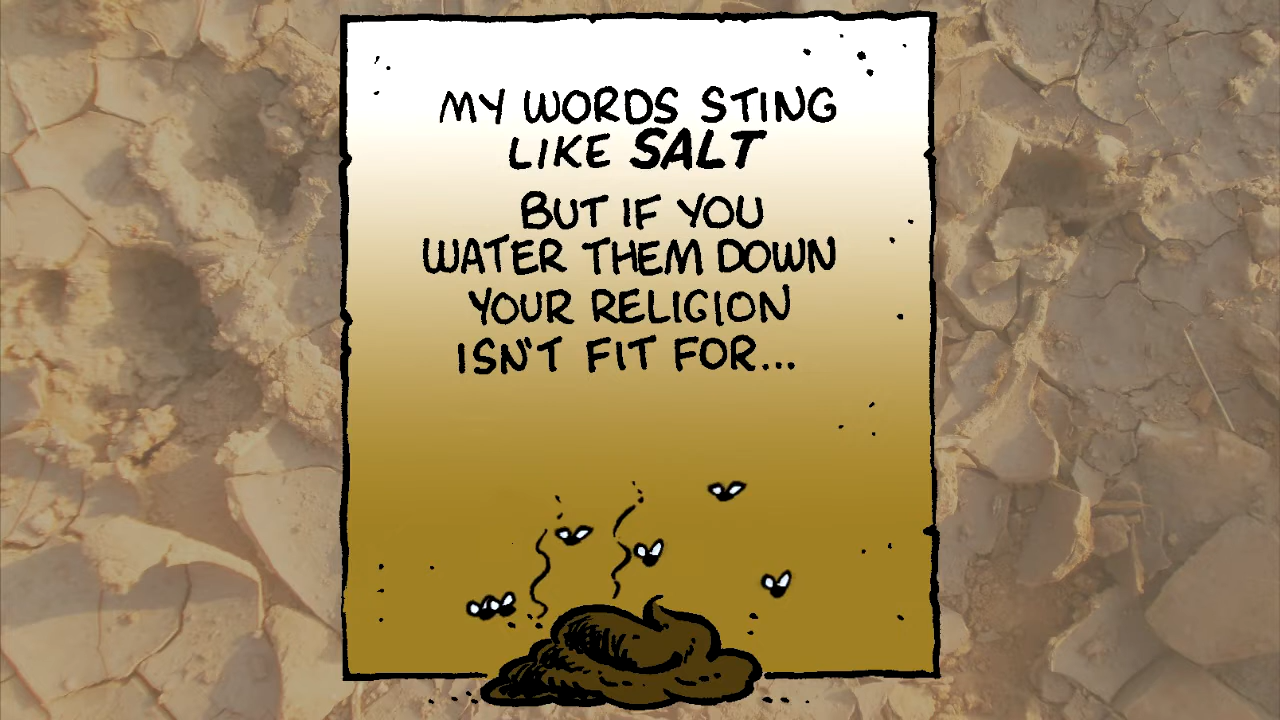 MY WORDS STING
LIKE SALT
BUT IF YOU
WATER THEM DOWN
YOUR RELIGION
ISN'T FIT FOR...